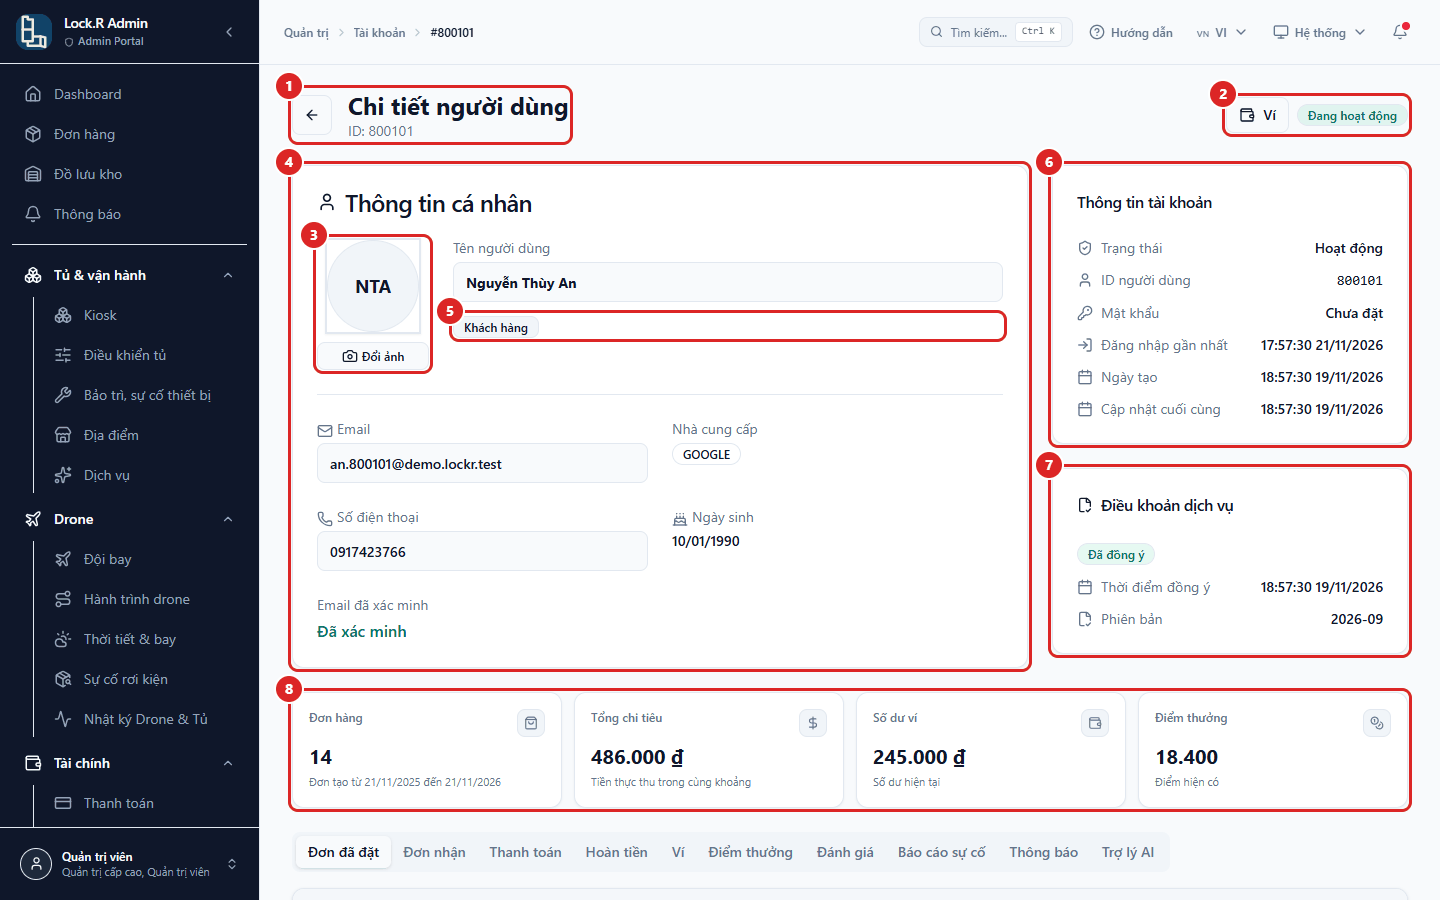 Lock.R Admin
Admin Portal
Dashboard
Đơn hàng
Đồ lưu kho
Thông báo
Tủ & vận hành
Kiosk
Điều khiển tủ
Bảo trì, sự cố thiết bị
Địa điểm
Dịch vụ
Drone
Đội bay
Hành trình drone
Thời tiết & bay
Sự cố rơi kiện
Nhật ký Drone & Tủ
Tài chính
Thanh toán
Quản trị viên
Quản trị cấp cao, Quản trị viên
Quản trị
Tài khoản
#800101
Tìm kiếm...
Ctrl K
Hướng dẫn
VN VI
Hệ thống
1
Chi tiết người dùng
ID: 800101
2
Ví
Đang hoạt động
4
Thông tin cá nhân
3
NTA
Đổi ảnh
Tên người dùng
Nguyễn Thùy An
5
Khách hàng
Email
an.800101@demo.lockr.test
Nhà cung cấp
GOOGLE
Số điện thoại
0917423766
Ngày sinh
10/01/1990
Email đã xác minh
Đã xác minh
6
Thông tin tài khoản
Trạng thái Hoạt động
ID người dùng 800101
Mật khẩu Chưa đặt
Đăng nhập gần nhất 17:57:30 21/11/2026
Ngày tạo 18:57:30 19/11/2026
Cập nhật cuối cùng 18:57:30 19/11/2026
7
Điều khoản dịch vụ
Đã đồng ý
Thời điểm đồng ý 18:57:30 19/11/2026
Phiên bản 2026-09
8
Đơn hàng
14
Đơn tạo từ 21/11/2025 đến 21/11/2026
Tổng chi tiêu
486.000 ₫
Tiền thực thu trong cùng khoảng
Số dư ví
245.000 ₫
Số dư hiện tại
Điểm thưởng
18.400
Điểm hiện có
Đơn đã đặt
Đơn nhận
Thanh toán
Hoàn tiền
Ví
Điểm thưởng
Đánh giá
Báo cáo sự cố
Thông báo
Trợ lý AI